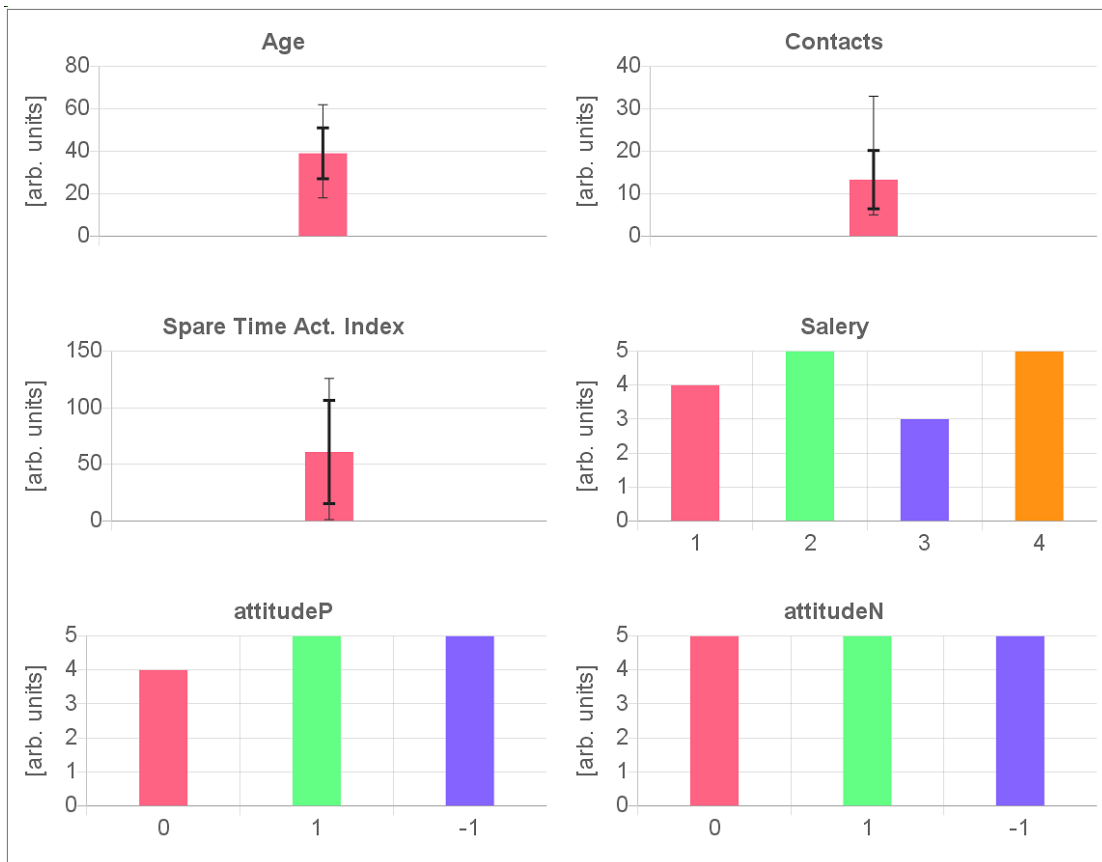 Age
80
60
40
20
0
[arb. units]
Contacts
40
30
20
10
0
[arb. units]
Spare Time Act. Index
150
100
50
0
[arb. units]
Salery
5
4
3
2
1
0
[arb. units]
1 2 3 4
attitudeP
5
4
3
2
1
0
[arb. units]
0 1 -1
attitudeN
5
4
3
2
1
0
[arb. units]
0 1 -1